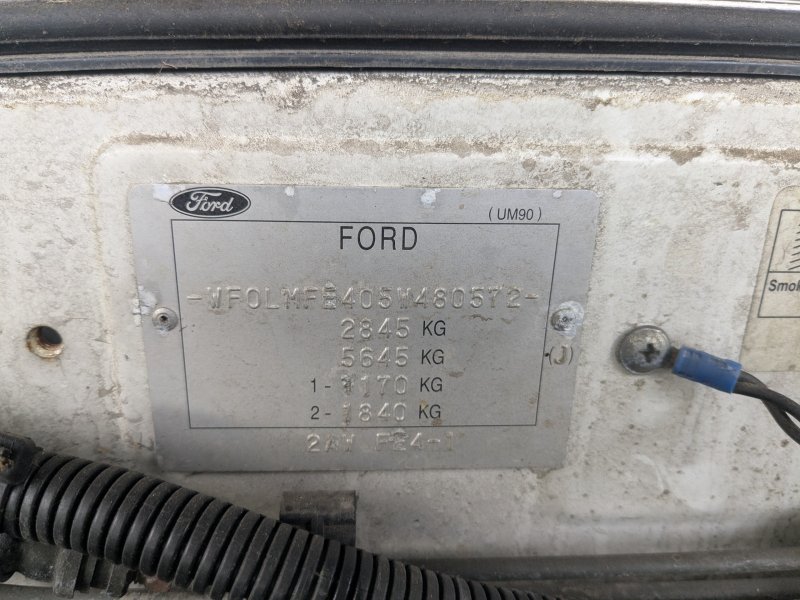 Ford
(UM90)
FORD
-WF0LMFB405W480572-
2845 KG
5645 KG
(J)
1- 1170 KG
2- 1840 KG
Smok